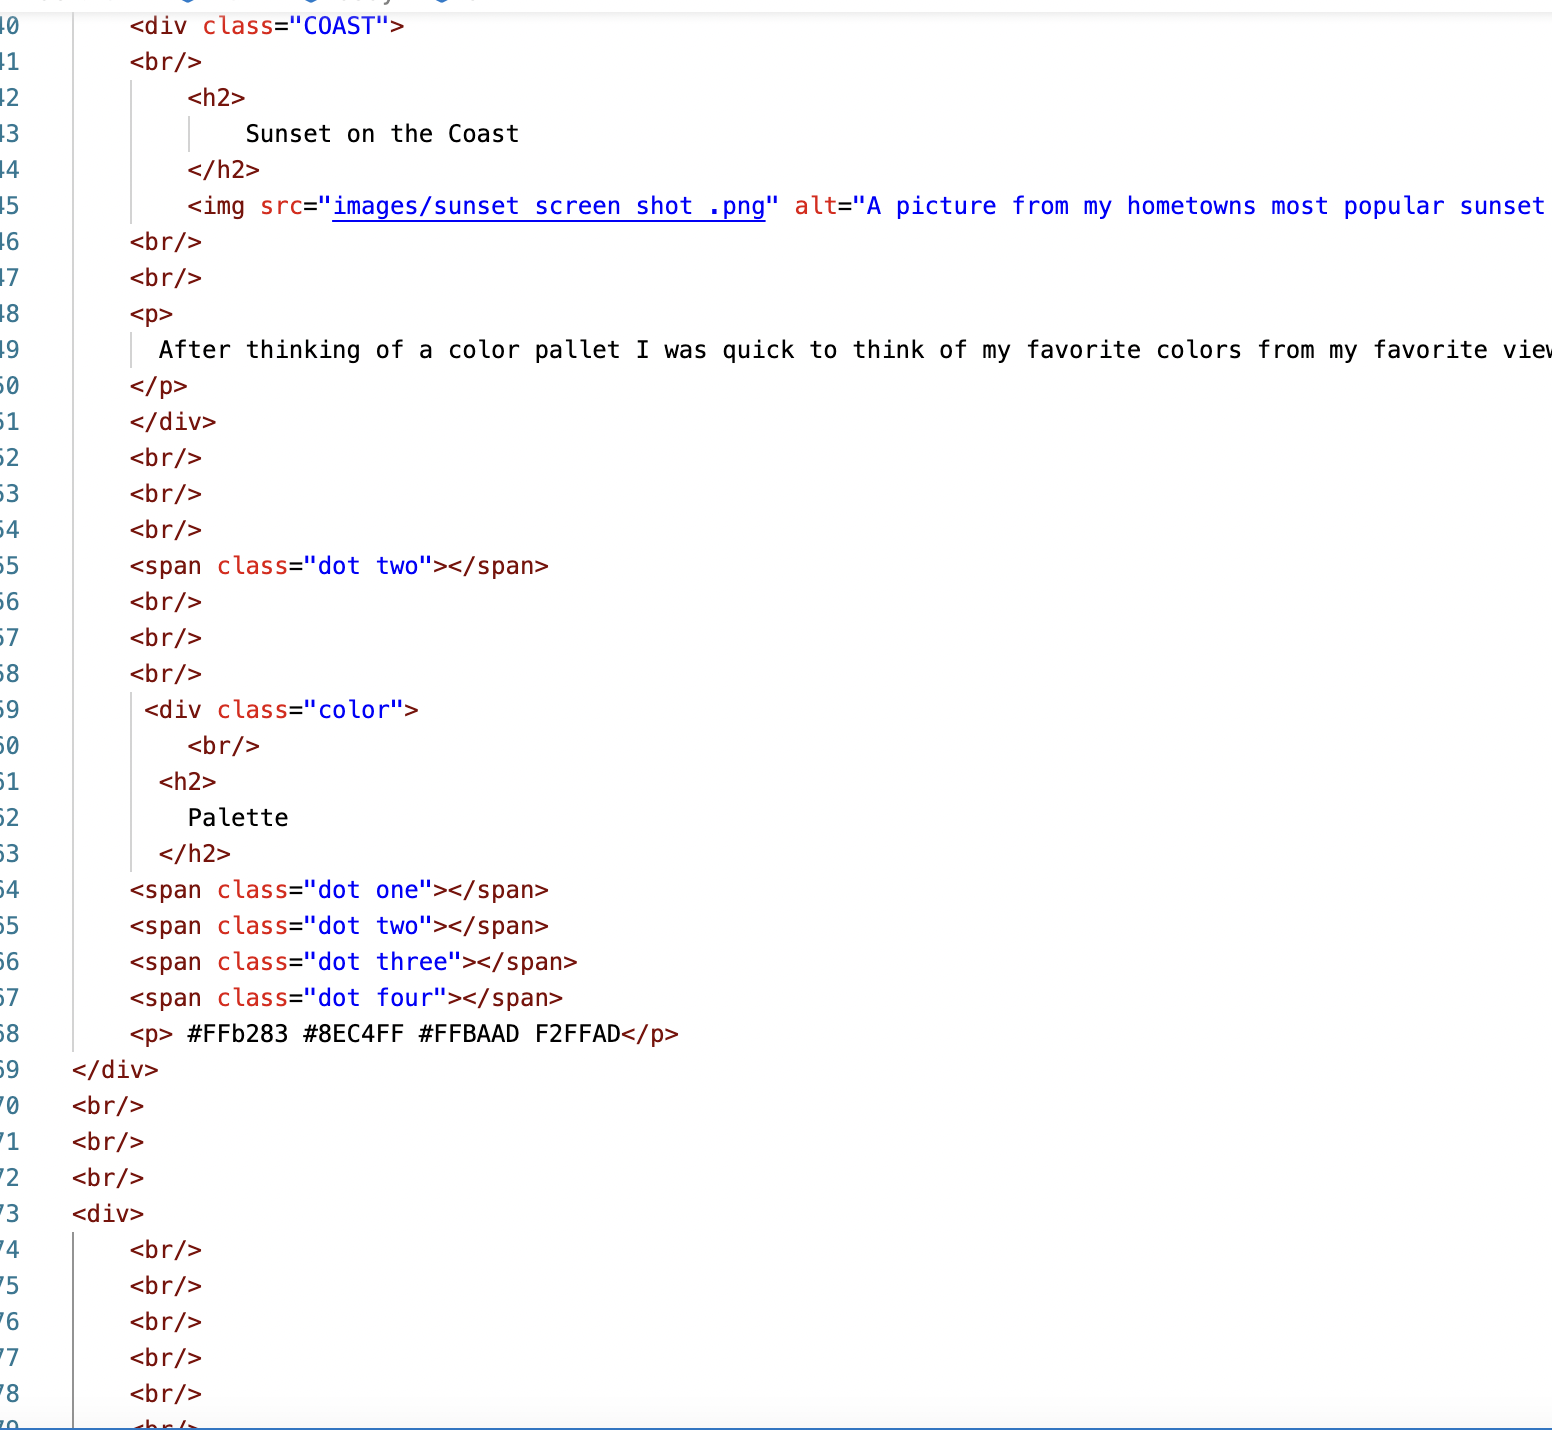 40 <div class="COAST">
41 <br/>
42 <h2>
43 Sunset on the Coast
44 </h2>
45 <img src="images/sunset screen shot .png" alt="A picture from my hometowns most popular sunset
46 <br/>
47 <br/>
48 <p>
49 After thinking of a color pallet I was quick to think of my favorite colors from my favorite view
50 </p>
51 </div>
52 <br/>
53 <br/>
54 <br/>
55 <span class="dot two"></span>
56 <br/>
57 <br/>
58 <br/>
59 <div class="color">
60 <br/>
61 <h2>
62 Palette
63 </h2>
64 <span class="dot one"></span>
65 <span class="dot two"></span>
66 <span class="dot three"></span>
67 <span class="dot four"></span>
68 <p> #FFb283 #8EC4FF #FFBAAD F2FFAD</p>
69 </div>
70 <br/>
71 <br/>
72 <br/>
73 <div>
74 <br/>
75 <br/>
76 <br/>
77 <br/>
78 <br/>
79 <br/>